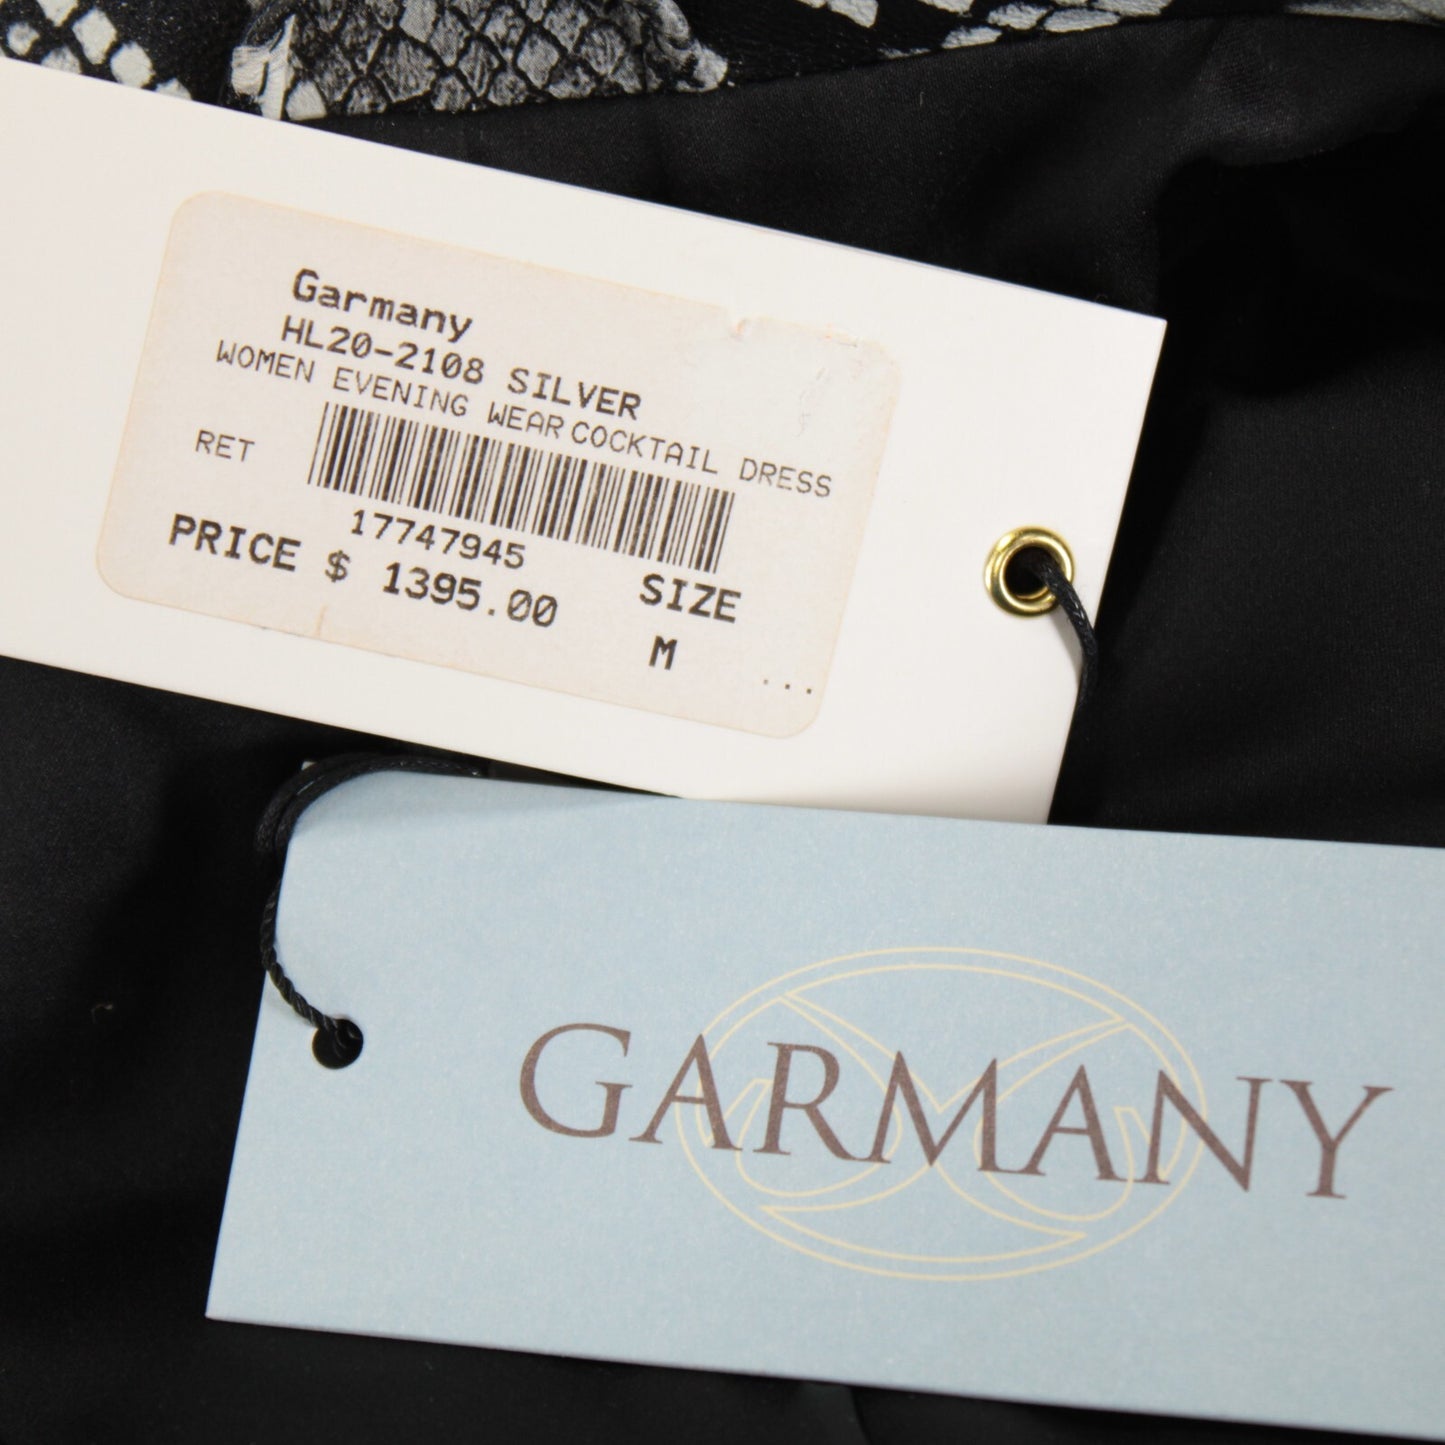 Garmany
HL20-2108 SILVER
WOMEN EVENING WEAR COCKTAIL DRESS
RET
17747945
PRICE $ 1395.00
SIZE
M
...
GARMANY